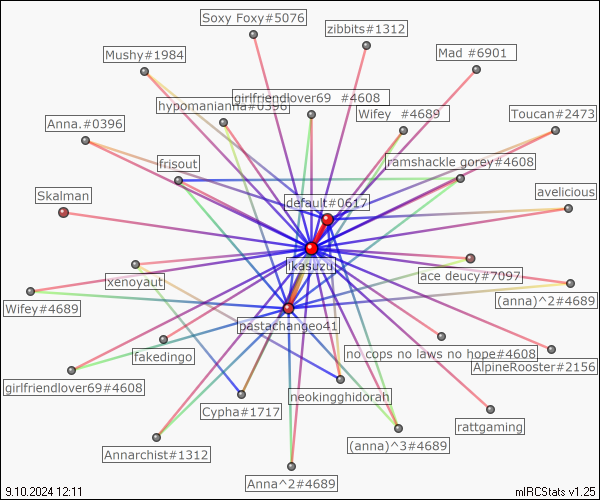 Soxy Foxy#5076
zibbits#1312
Mushy#1984
Mad #6901
girlfriendlover69 #4608
hypomanianna#0396
Wifey #4689
Toucan#2473
Anna.#0396
frisout
ramshackle gorey#4608
Skalman
default#0617
avelicious
ikasuzu
xenoyaut
ace deucy#7097
Wifey#4689
(anna)^2#4689
pastachangeo41
fakedingo
no cops no laws no hope#4608
AlpineRooster#2156
girlfriendlover69#4608
neokingghidorah
Cypha#1717
rattgaming
Annarchist#1312
(anna)^3#4689
Anna^2#4689
9.10.2024 12:11
mIRCStats v1.25